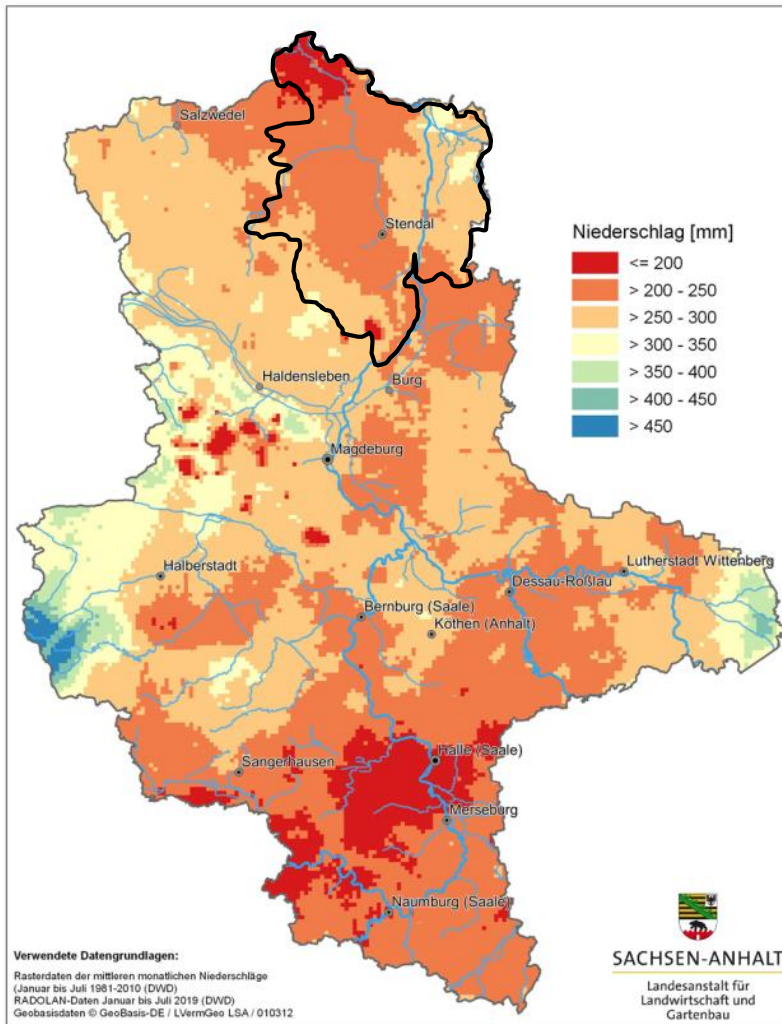 Salzwedel
Stendal
Niederschlag [mm]
<= 200
> 200 - 250
> 250 - 300
> 300 - 350
> 350 - 400
> 400 - 450
> 450
Haldensleben
Burg
Magdeburg
Halberstadt
Lutherstadt Wittenberg
Dessau-Roßlau
Bernburg (Saale)
Köthen (Anhalt)
Halle (Saale)
Sangerhausen
Merseburg
Naumburg (Saale)
Verwendete Datengrundlagen:
Rasterdaten der mittleren monatlichen Niederschläge
(Januar bis Juli 1981-2010 (DWD)
RADOLAN-Daten Januar bis Juli 2019 (DWD)
Geobasisdaten © GeoBasis-DE / LVermGeo LSA / 010312
SACHSEN-ANHALT
Landesanstalt für
Landwirtschaft und
Gartenbau